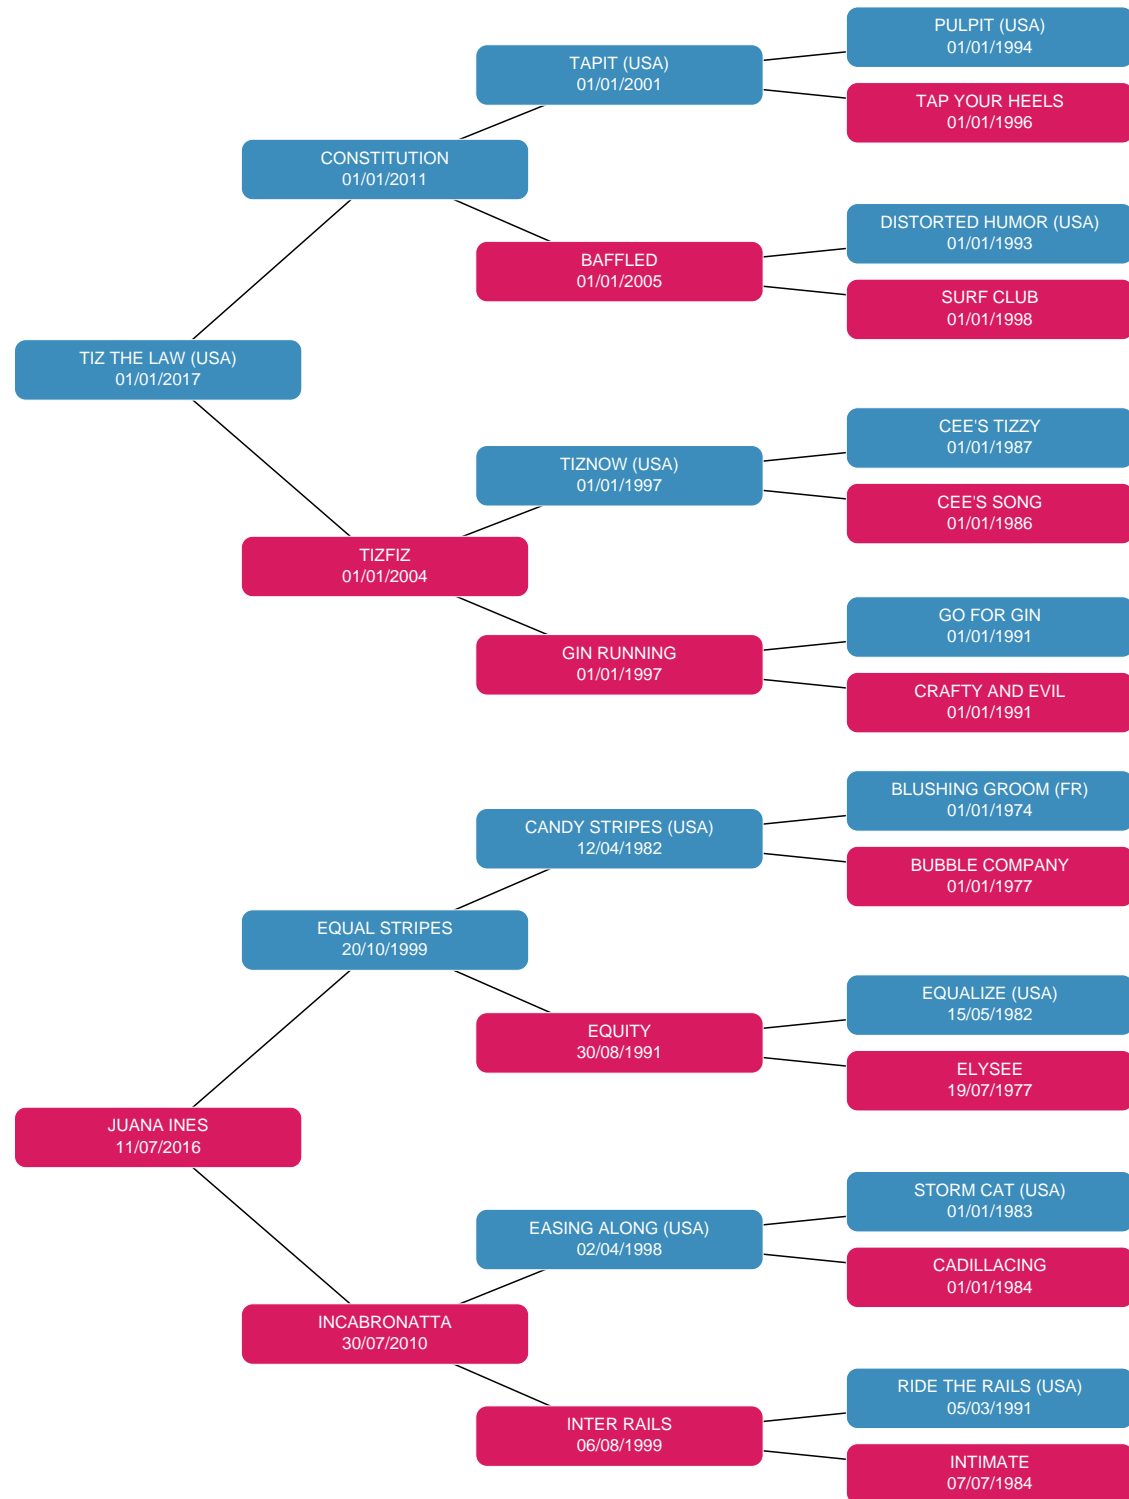 PULPIT (USA)
01/01/1994
TAPIT (USA)
01/01/2001
TAP YOUR HEELS
01/01/1996
CONSTITUTION
01/01/2011
DISTORTED HUMOR (USA)
01/01/1993
BAFFLED
01/01/2005
SURF CLUB
01/01/1998
TIZ THE LAW (USA)
01/01/2017
CEE'S TIZZY
01/01/1987
TIZNOW (USA)
01/01/1997
CEE'S SONG
01/01/1986
TIZFIZ
01/01/2004
GO FOR GIN
01/01/1991
GIN RUNNING
01/01/1997
CRAFTY AND EVIL
01/01/1991
BLUSHING GROOM (FR)
01/01/1974
CANDY STRIPES (USA)
12/04/1982
BUBBLE COMPANY
01/01/1977
EQUAL STRIPES
20/10/1999
EQUALIZE (USA)
15/05/1982
EQUITY
30/08/1991
ELYSEE
19/07/1977
JUANA INES
11/07/2016
STORM CAT (USA)
01/01/1983
EASING ALONG (USA)
02/04/1998
CADILLACING
01/01/1984
INCABRONATTA
30/07/2010
RIDE THE RAILS (USA)
05/03/1991
INTER RAILS
06/08/1999
INTIMATE
07/07/1984